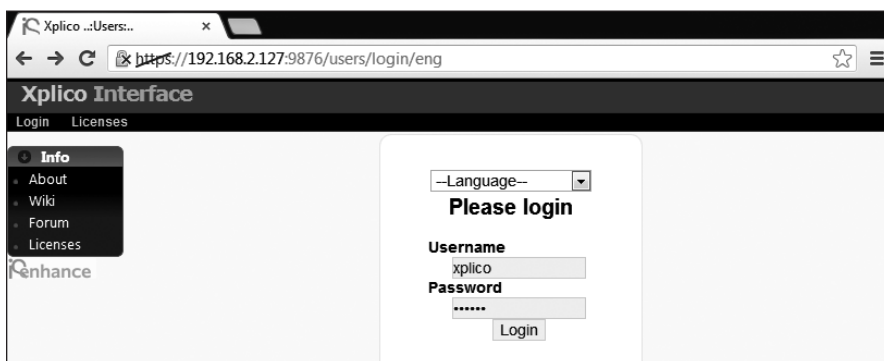 Xplico ..:Users:..
https://192.168.2.127:9876/users/login/eng
Xplico Interface
Login Licenses
Info
About
Wiki
Forum
Licenses
enhance
--Language--
Please login
Username
xplico
Password
••••••
Login